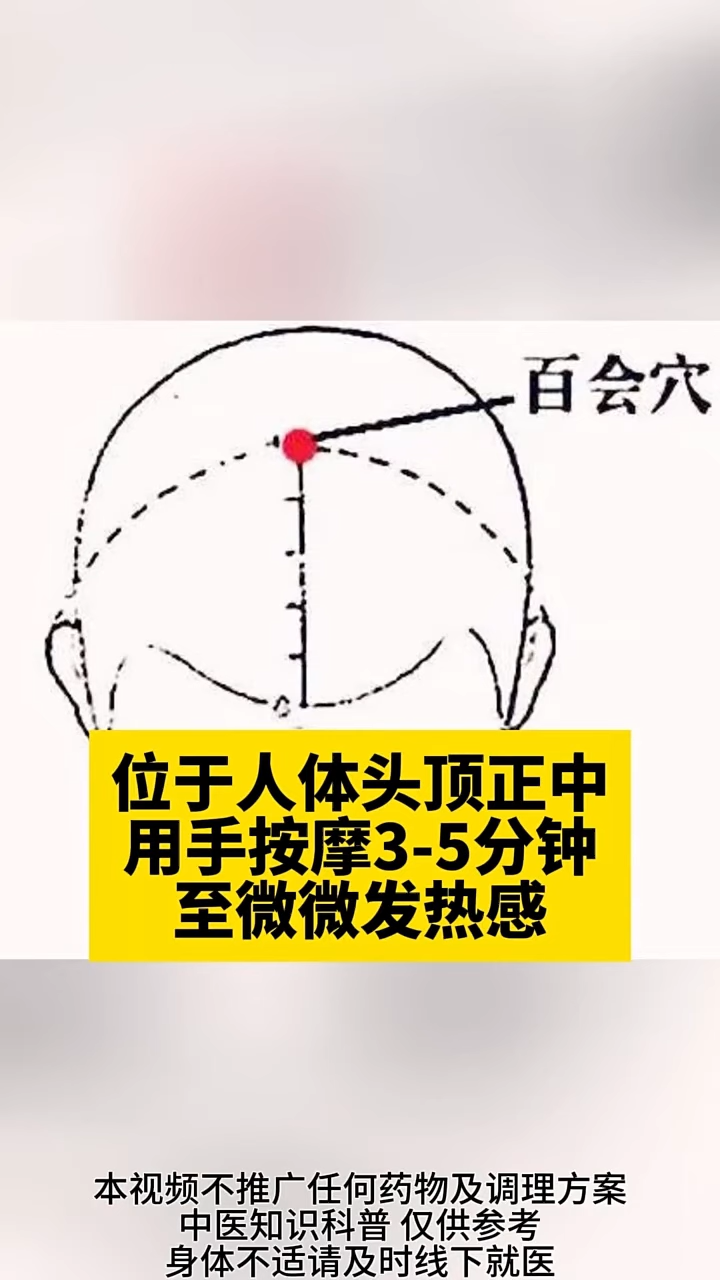 百会穴
位于人体头顶正中
用手按摩3-5分钟
至微微发热感
本视频不推广任何药物及调理方案
中医知识科普 仅供参考
身体不适请及时线下就医